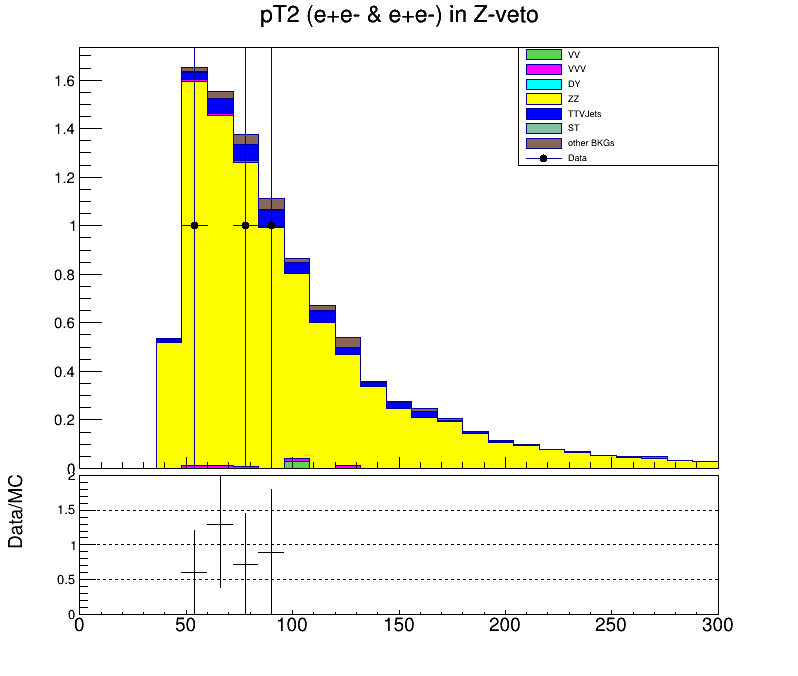 pT2 (e+e- & e+e-) in Z-veto
VV
VVV
DY
ZZ
TTVJets
ST
other BKGs
Data
1.6
1.4
1.2
1
0.8
0.6
0.4
0.2
0
Data/MC
2
1.5
1
0.5
0
0 50 100 150 200 250 300